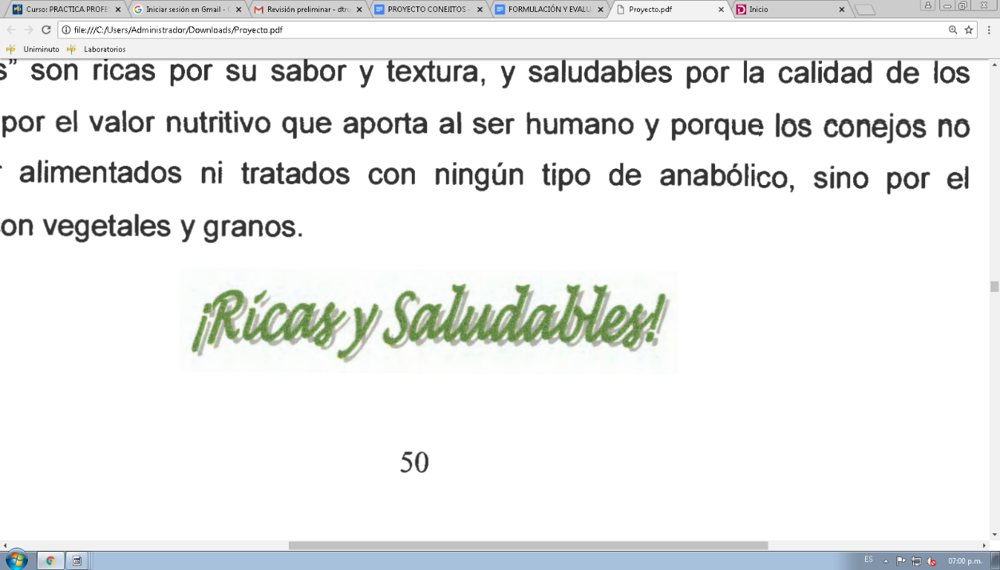 Curso: PRACTICA PROFE
Iniciar sesión en Gmail -
Revisión preliminar - dtru
PROYECTO CONEJITOS -
FORMULACIÓN Y EVALU
Proyecto.pdf
Inicio
file:///C:/Users/Administrador/Downloads/Proyecto.pdf
Uniminuto
Laboratorios
s” son ricas por su sabor y textura, y saludables por la calidad de los
por el valor nutritivo que aporta al ser humano y porque los conejos no
alimentados ni tratados con ningún tipo de anabólico, sino por el
on vegetales y granos.
¡Ricas y Saludables!
50
ES
07:00 p.m.